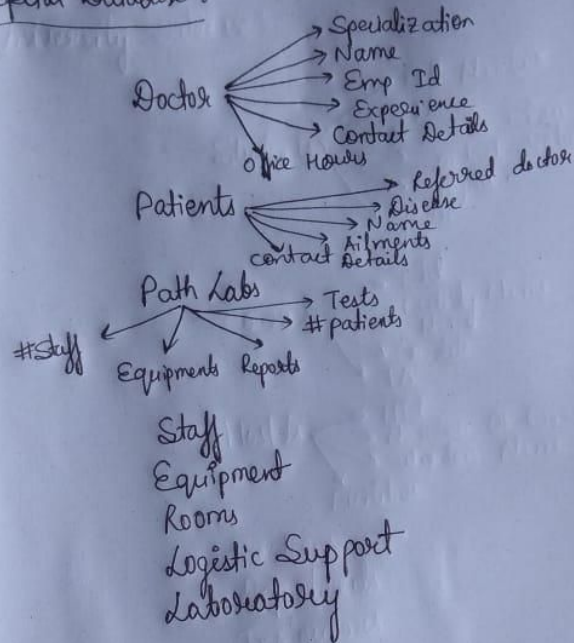 Specialization
Name
Doctor
Emp Id
Experience
Contact Details
Office Hours
Referred doctor
Patients
Disease
Name
Ailments
Contact Details
Path Labs
Tests
#patients
#Staff
Equipments Reports
Staff
Equipment
Rooms
Logistic Support
Laboratory